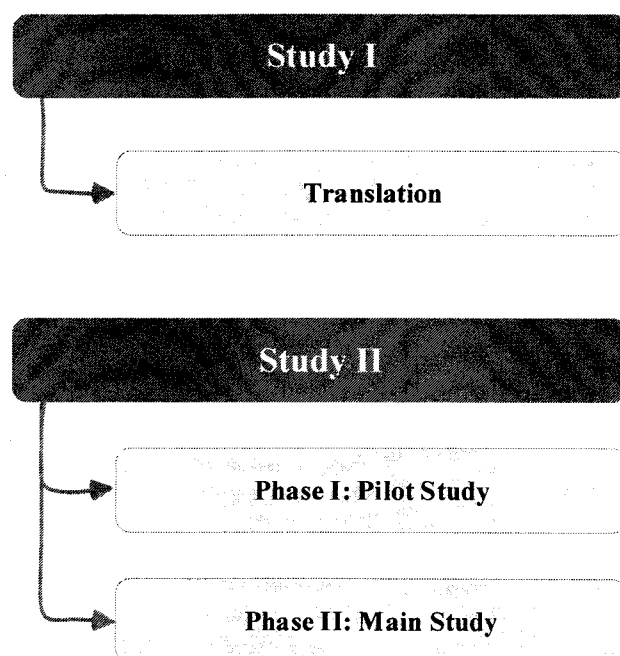 Study I
Translation
Study II
Phase I: Pilot Study
Phase II: Main Study